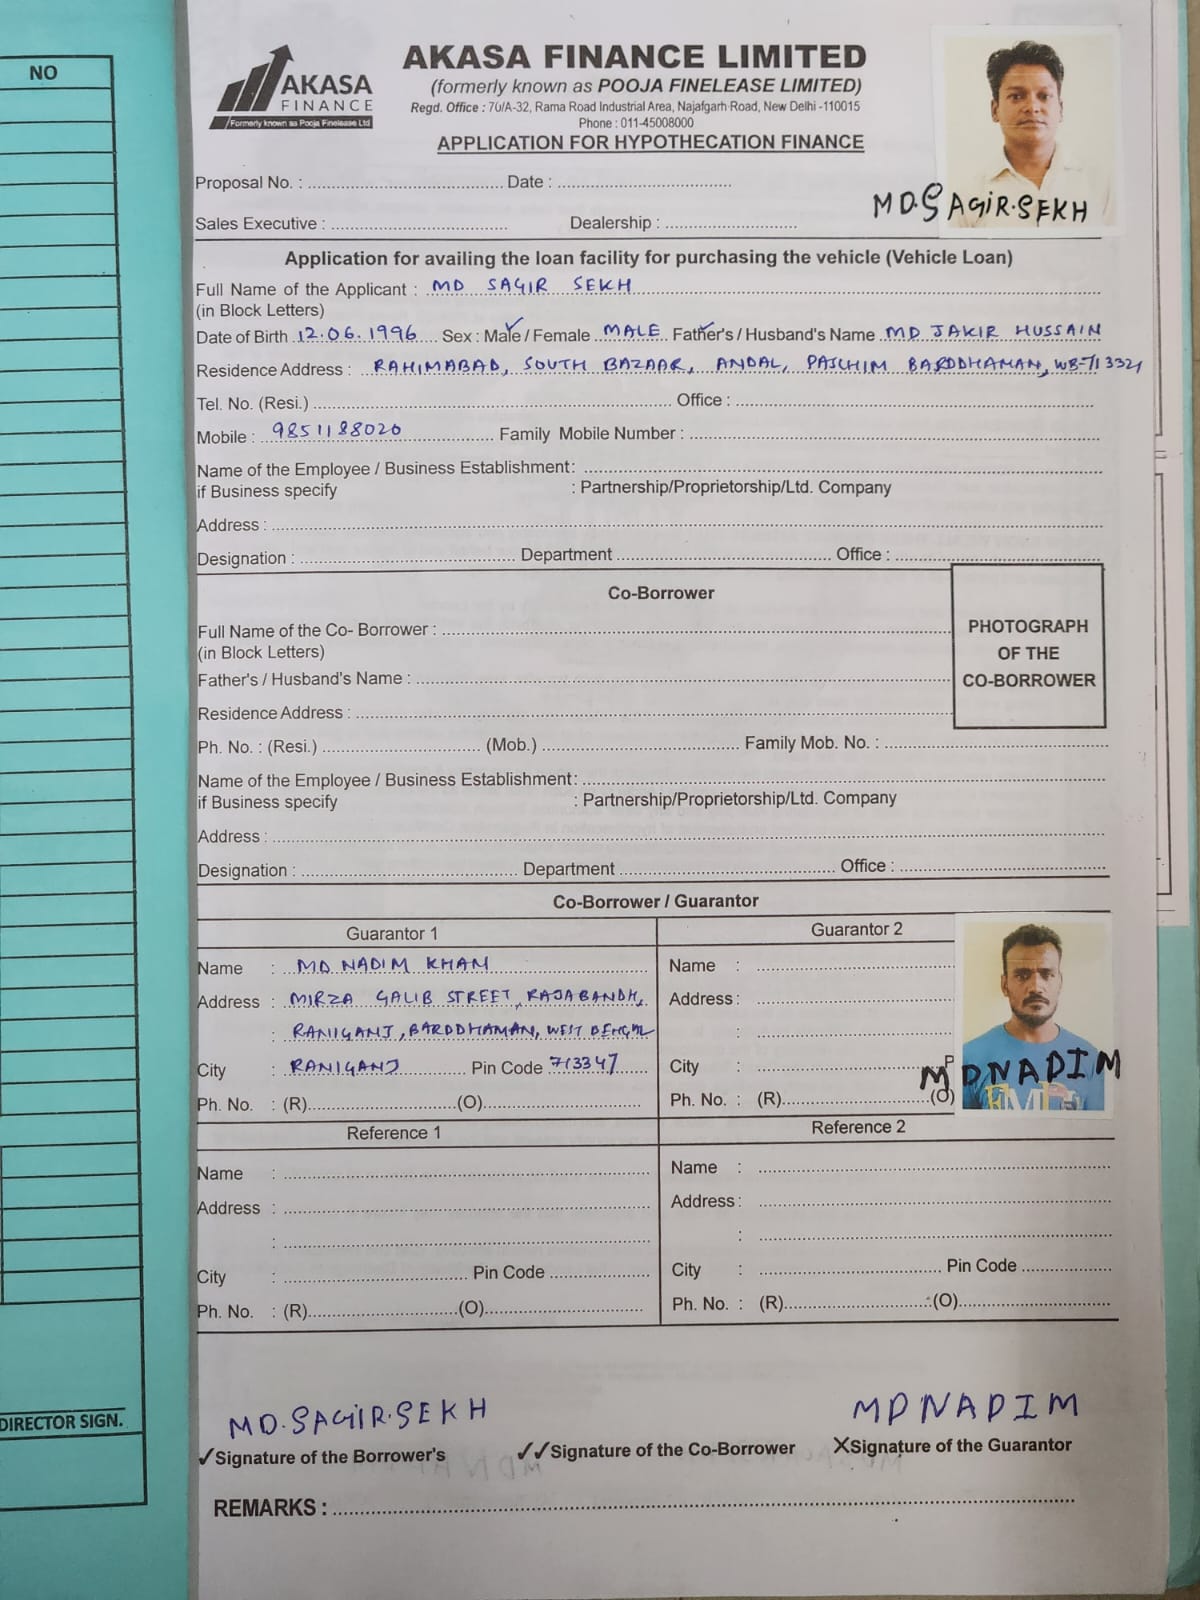 NO
AKASA
FINANCE
Formerly known as Pooja Finelease Ltd
AKASA FINANCE LIMITED
(formerly known as POOJA FINELEASE LIMITED)
Regd. Office : 70/A-32, Rama Road Industrial Area, Najafgarh Road, New Delhi -110015
Phone : 011-45008000
APPLICATION FOR HYPOTHECATION FINANCE
MD.SAGIR.SEKH
Proposal No. : Date :
Sales Executive : Dealership :
Application for availing the loan facility for purchasing the vehicle (Vehicle Loan)
Full Name of the Applicant : MD SAGIR SEKH
(in Block Letters)
Date of Birth 12.06.1996 Sex : Male / Female MALE Father's / Husband's Name MD JAKIR HUSSAIN
Residence Address : RAHIMABAD, SOUTH BAZAAR, ANDAL, PASCHIM BARDDHAMAN, WB-713321
Tel. No. (Resi.) Office :
Mobile : 9851188020 Family Mobile Number :
Name of the Employee / Business Establishment:
if Business specify : Partnership/Proprietorship/Ltd. Company
Address :
Designation : Department Office :
Co-Borrower
Full Name of the Co- Borrower :
(in Block Letters)
PHOTOGRAPH
OF THE
CO-BORROWER
Father's / Husband's Name :
Residence Address :
Ph. No. : (Resi.) (Mob.) Family Mob. No. :
Name of the Employee / Business Establishment:
if Business specify : Partnership/Proprietorship/Ltd. Company
Address :
Designation : Department Office :
Co-Borrower / Guarantor
Guarantor 1
Name : MD NADIM KHAN
Address : MIRZA GALIB STREET, RAJABANDH,
: RANIGANJ, BARDDHAMAN, WEST BENGAL
City : RANIGANJ Pin Code 713347
Ph. No. : (R) (O)
Guarantor 2
Name :
Address :
:
City : P
Ph. No. : (R) (O)
MDNADIM
Reference 1
Name :
Address :
:
City : Pin Code
Ph. No. : (R) (O)
Reference 2
Name :
Address :
:
City : Pin Code
Ph. No. : (R) (O)
MD.SAGIR.SEKH
MD NADIM
✓Signature of the Borrower's ✓✓Signature of the Co-Borrower XSignature of the Guarantor
REMARKS :
DIRECTOR SIGN.